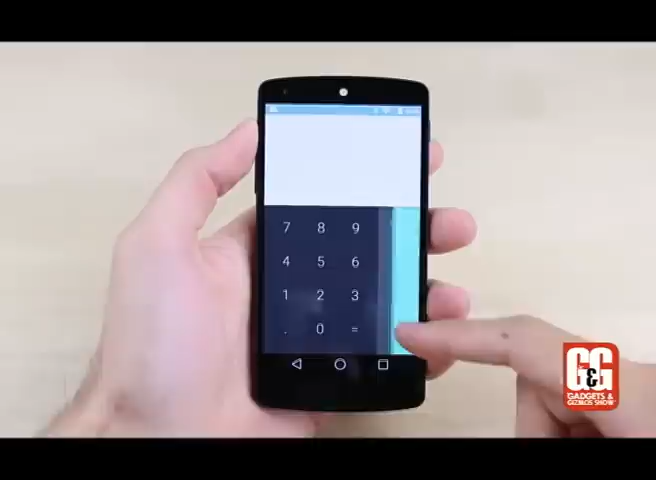 7 8 9
4 5 6
1 2 3
. 0 =
G&G
GADGETS &
GIZMOS SHOW